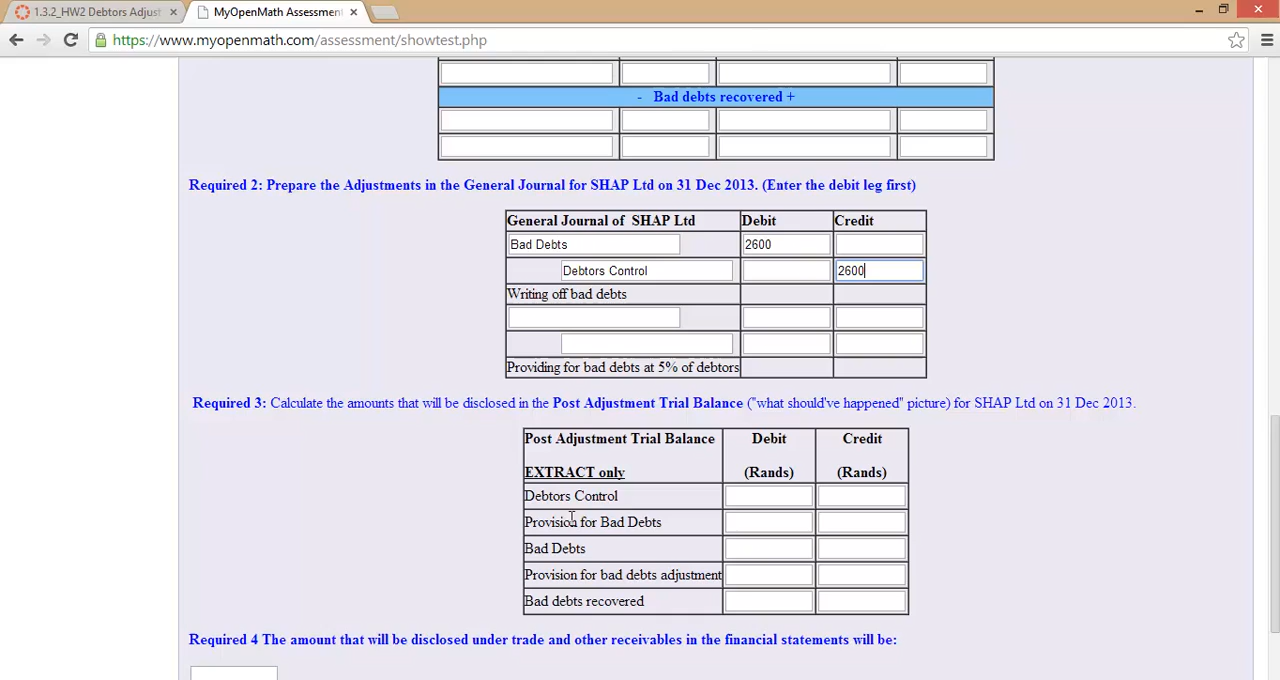 1.3.2_HW2 Debtors Adjust
MyOpenMath Assessmen
https://www.myopenmath.com/assessment/showtest.php
- Bad debts recovered +
Required 2: Prepare the Adjustments in the General Journal for SHAP Ltd on 31 Dec 2013. (Enter the debit leg first)
General Journal of SHAP Ltd Debit Credit
Bad Debts 2600
Debtors Control 2600
Writing off bad debts
Providing for bad debts at 5% of debtors
Required 3: Calculate the amounts that will be disclosed in the Post Adjustment Trial Balance ("what should've happened" picture) for SHAP Ltd on 31 Dec 2013.
Post Adjustment Trial Balance Debit Credit
EXTRACT only (Rands) (Rands)
Debtors Control
Provision for Bad Debts
Bad Debts
Provision for bad debts adjustment
Bad debts recovered
Required 4 The amount that will be disclosed under trade and other receivables in the financial statements will be: